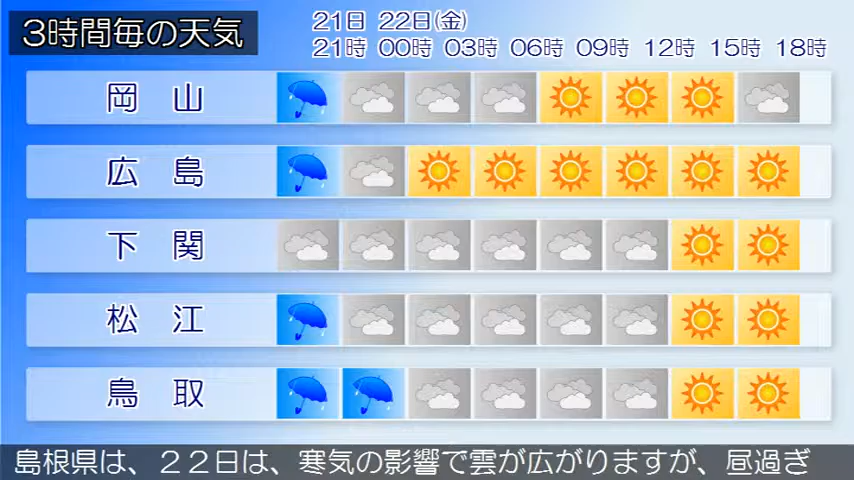 3時間毎の天気
21日 22日(金)
21時 00時 03時 06時 09時 12時 15時 18時
岡 山
広 島
下 関
松 江
鳥 取
島根県は、２２日は、寒気の影響で雲が広がりますが、昼過ぎ